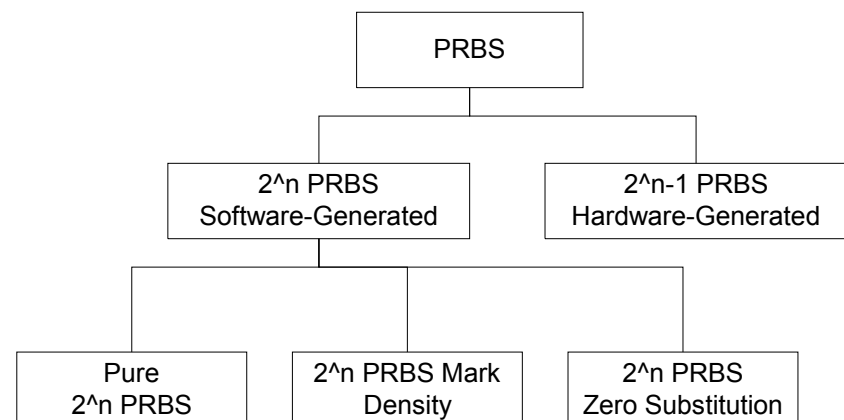 PRBS
2^n PRBS
Software-Generated
2^n-1 PRBS
Hardware-Generated
Pure
2^n PRBS
2^n PRBS Mark
Density
2^n PRBS
Zero Substitution